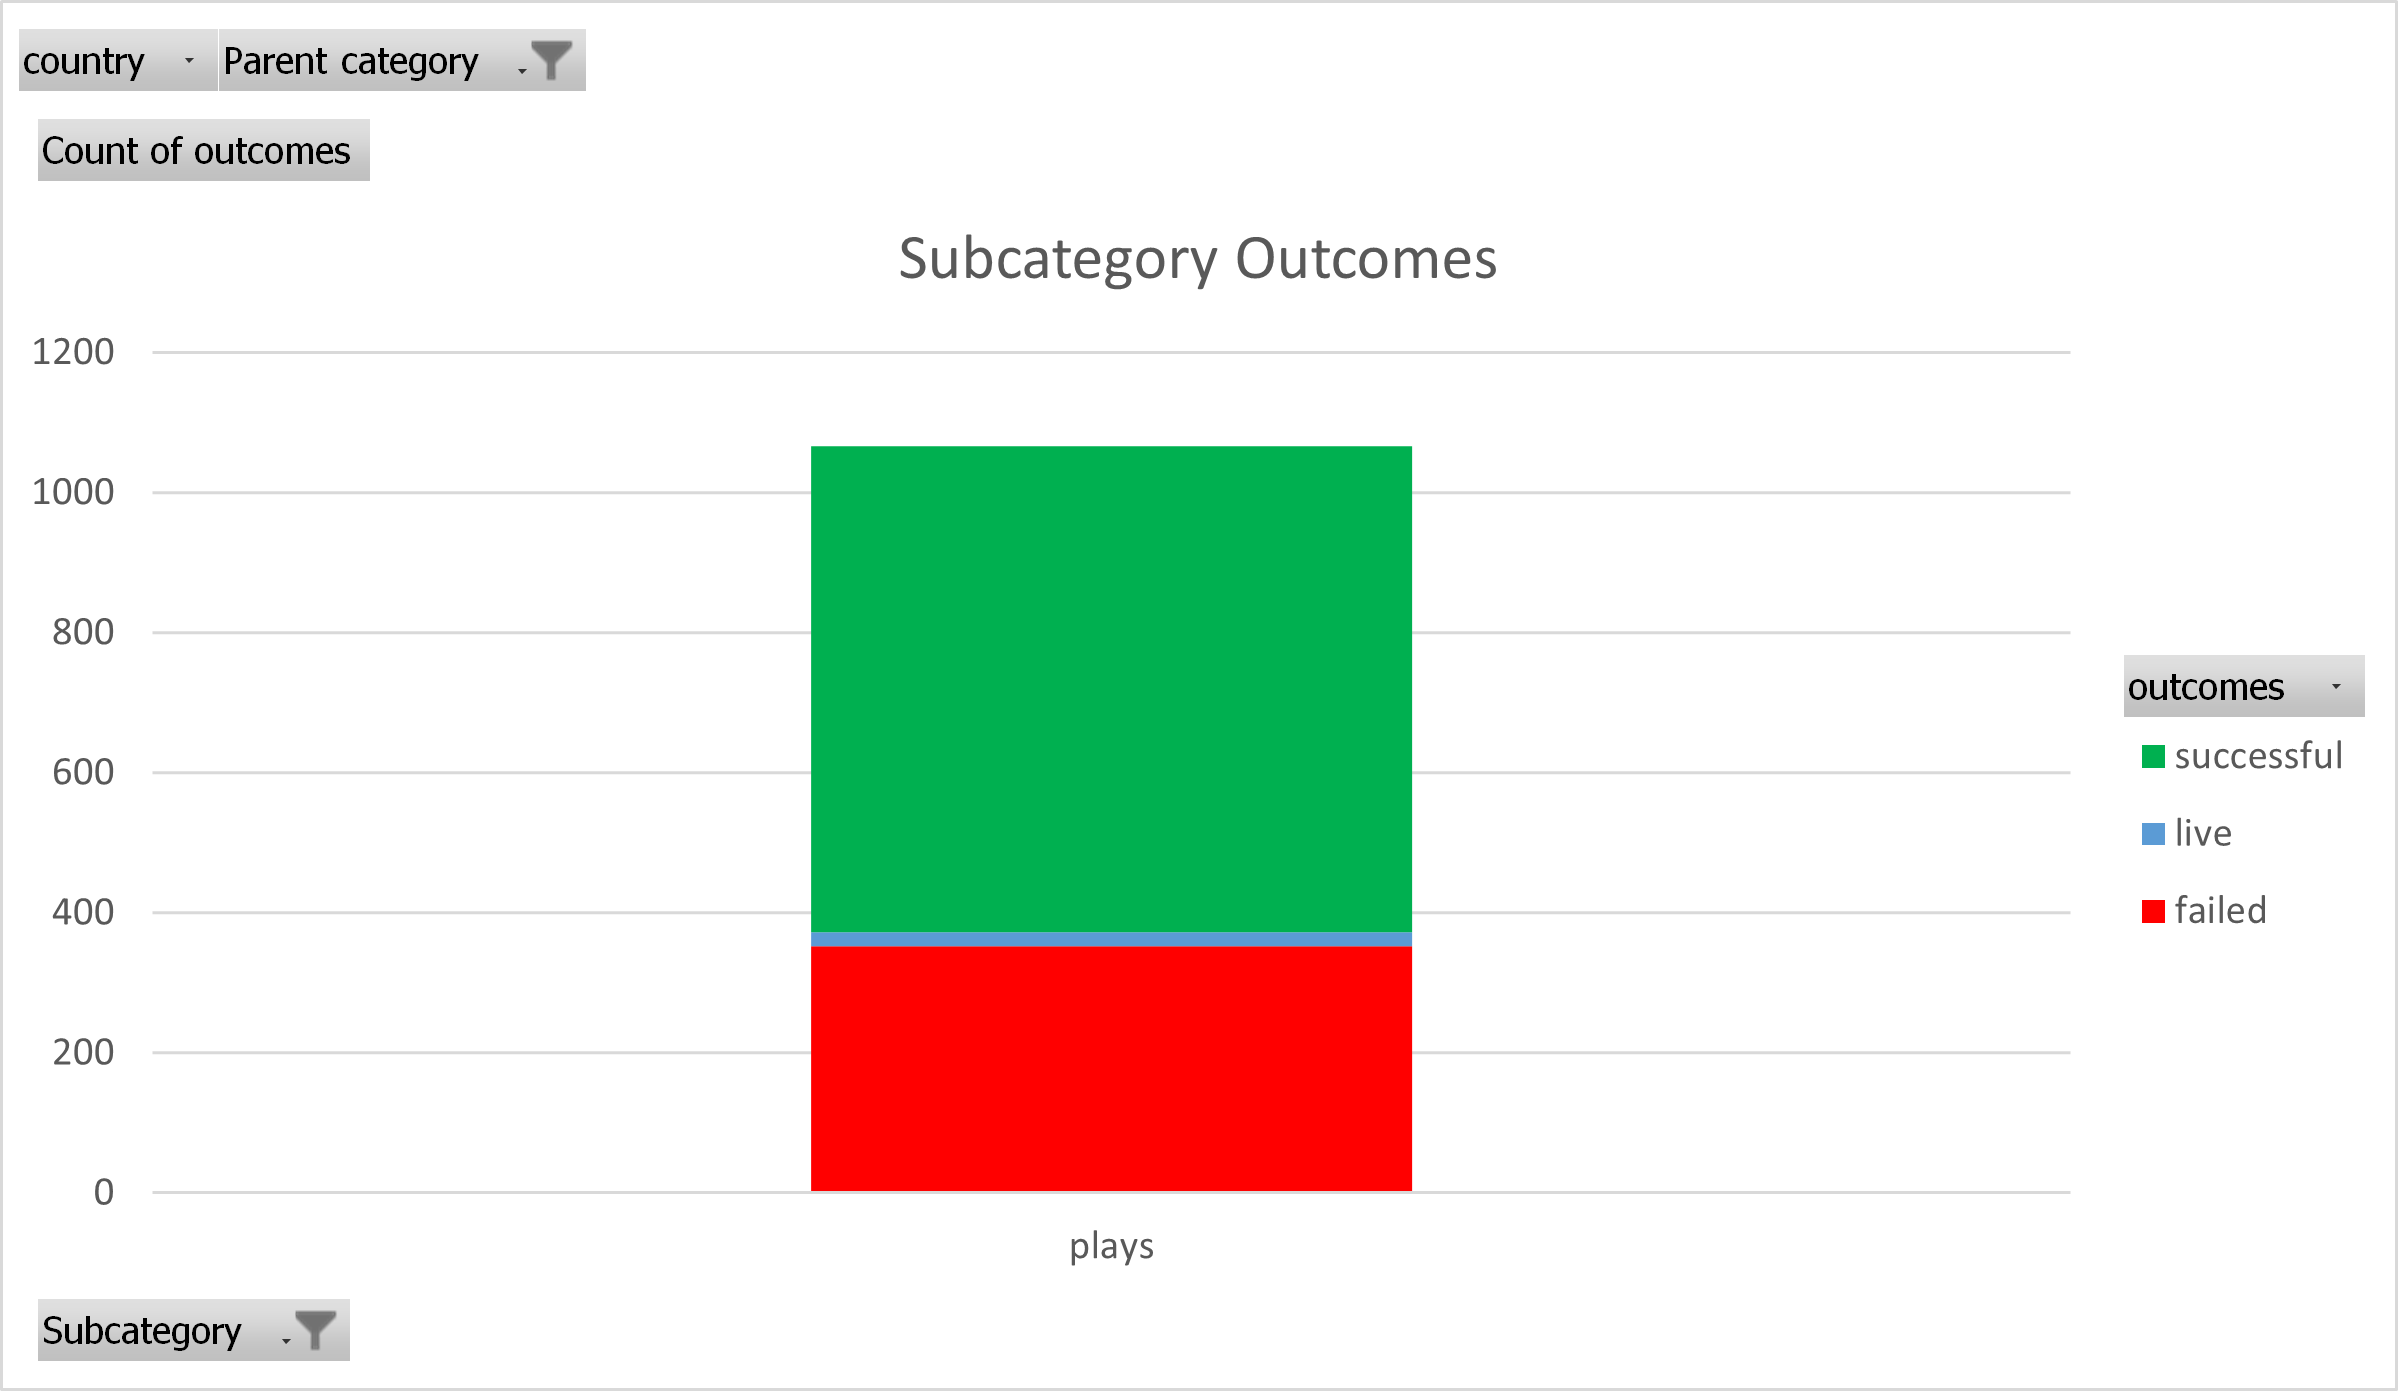 country Parent category
Count of outcomes
Subcategory Outcomes
1200
1000
800
600
400
200
0
plays
outcomes
successful
live
failed
Subcategory